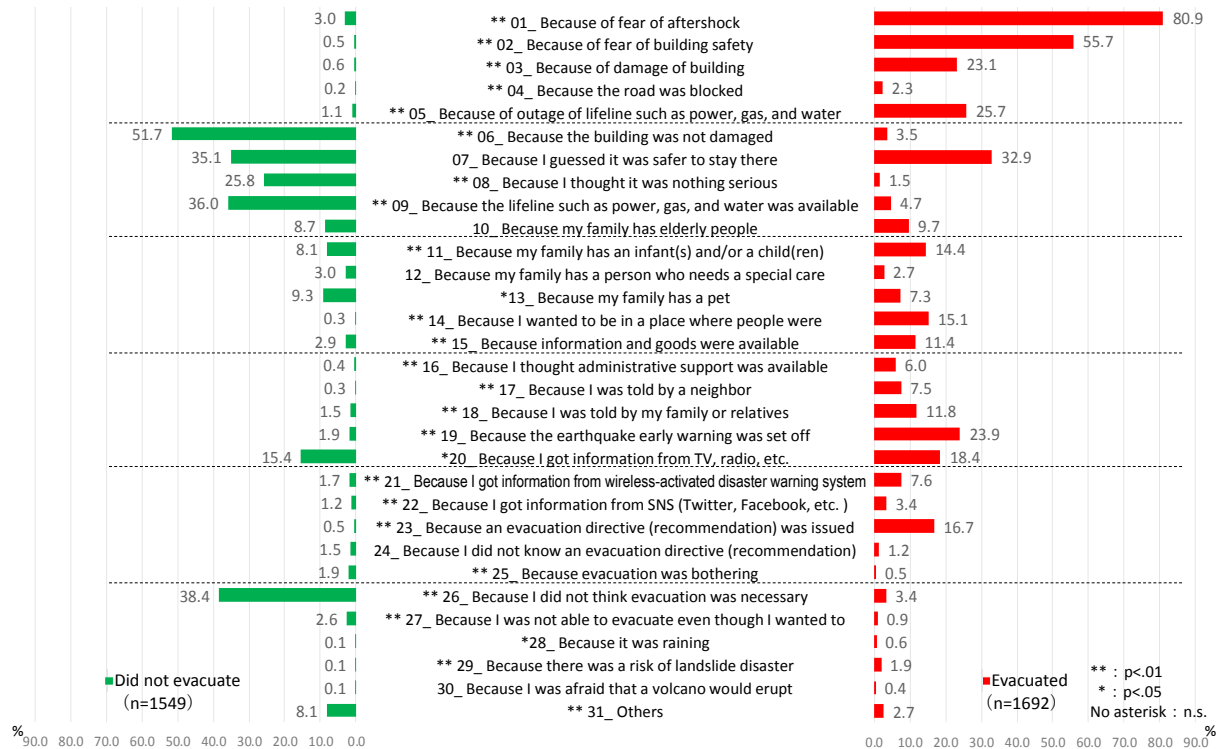 3.0 ** 01_ Because of fear of aftershock 80.9
0.5 ** 02_ Because of fear of building safety 55.7
0.6 ** 03_ Because of damage of building 23.1
0.2 ** 04_ Because the road was blocked 2.3
1.1 ** 05_ Because of outage of lifeline such as power, gas, and water 25.7
51.7 ** 06_ Because the building was not damaged 3.5
35.1 07_ Because I guessed it was safer to stay there 32.9
25.8 ** 08_ Because I thought it was nothing serious 1.5
36.0 ** 09_ Because the lifeline such as power, gas, and water was available 4.7
8.7 10_ Because my family has elderly people 9.7
8.1 ** 11_ Because my family has an infant(s) and/or a child(ren) 14.4
3.0 12_ Because my family has a person who needs a special care 2.7
9.3 *13_ Because my family has a pet 7.3
0.3 ** 14_ Because I wanted to be in a place where people were 15.1
2.9 ** 15_ Because information and goods were available 11.4
0.4 ** 16_ Because I thought administrative support was available 6.0
0.3 ** 17_ Because I was told by a neighbor 7.5
1.5 ** 18_ Because I was told by my family or relatives 11.8
1.9 ** 19_ Because the earthquake early warning was set off 23.9
15.4 *20_ Because I got information from TV, radio, etc. 18.4
1.7 ** 21_ Because I got information from wireless-activated disaster warning system 7.6
1.2 ** 22_ Because I got information from SNS (Twitter, Facebook, etc. ) 3.4
0.5 ** 23_ Because an evacuation directive (recommendation) was issued 16.7
1.5 24_ Because I did not know an evacuation directive (recommendation) 1.2
1.9 ** 25_ Because evacuation was bothering 0.5
38.4 ** 26_ Because I did not think evacuation was necessary 3.4
2.6 ** 27_ Because I was not able to evacuate even though I wanted to 0.9
0.1 *28_ Because it was raining 0.6
0.1 ** 29_ Because there was a risk of landslide disaster 1.9
0.1 30_ Because I was afraid that a volcano would erupt 0.4
8.1 ** 31_ Others 2.7
Did not evacuate
（n=1549）
Evacuated
（n=1692）
** : p<.01
* : p<.05
No asterisk : n.s.
% 90.0 80.0 70.0 60.0 50.0 40.0 30.0 20.0 10.0 0.0
0.0 10.0 20.0 30.0 40.0 50.0 60.0 70.0 80.0 90.0 %